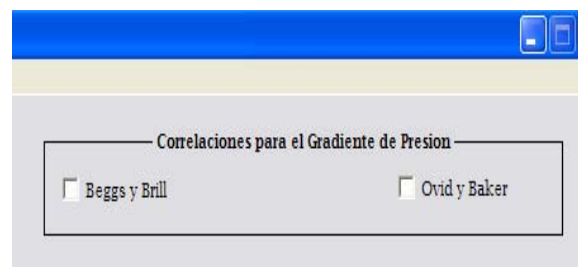 Correlaciones para el Gradiente de Presion
Beggs y Brill Ovid y Baker